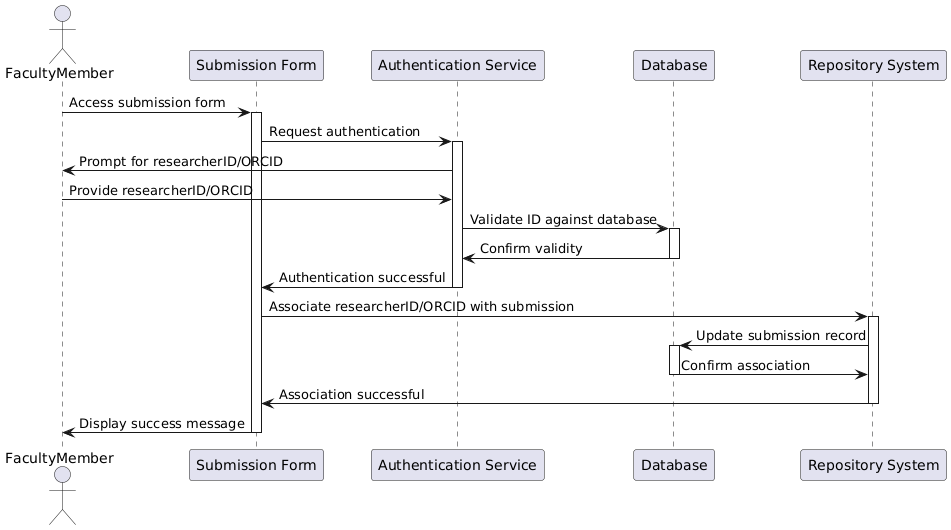 FacultyMember
Submission Form
Authentication Service
Database
Repository System
Access submission form
Request authentication
Prompt for researcherID/ORCID
Provide researcherID/ORCID
Validate ID against database
Confirm validity
Authentication successful
Associate researcherID/ORCID with submission
Update submission record
Confirm association
Association successful
Display success message
FacultyMember
Submission Form
Authentication Service
Database
Repository System